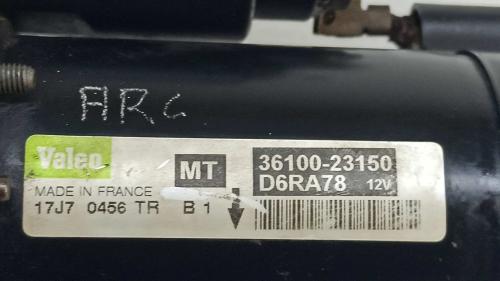 ARC
Valeo MT 36100-23150
D6RA78 12V
MADE IN FRANCE
17J7 0456 TR B 1